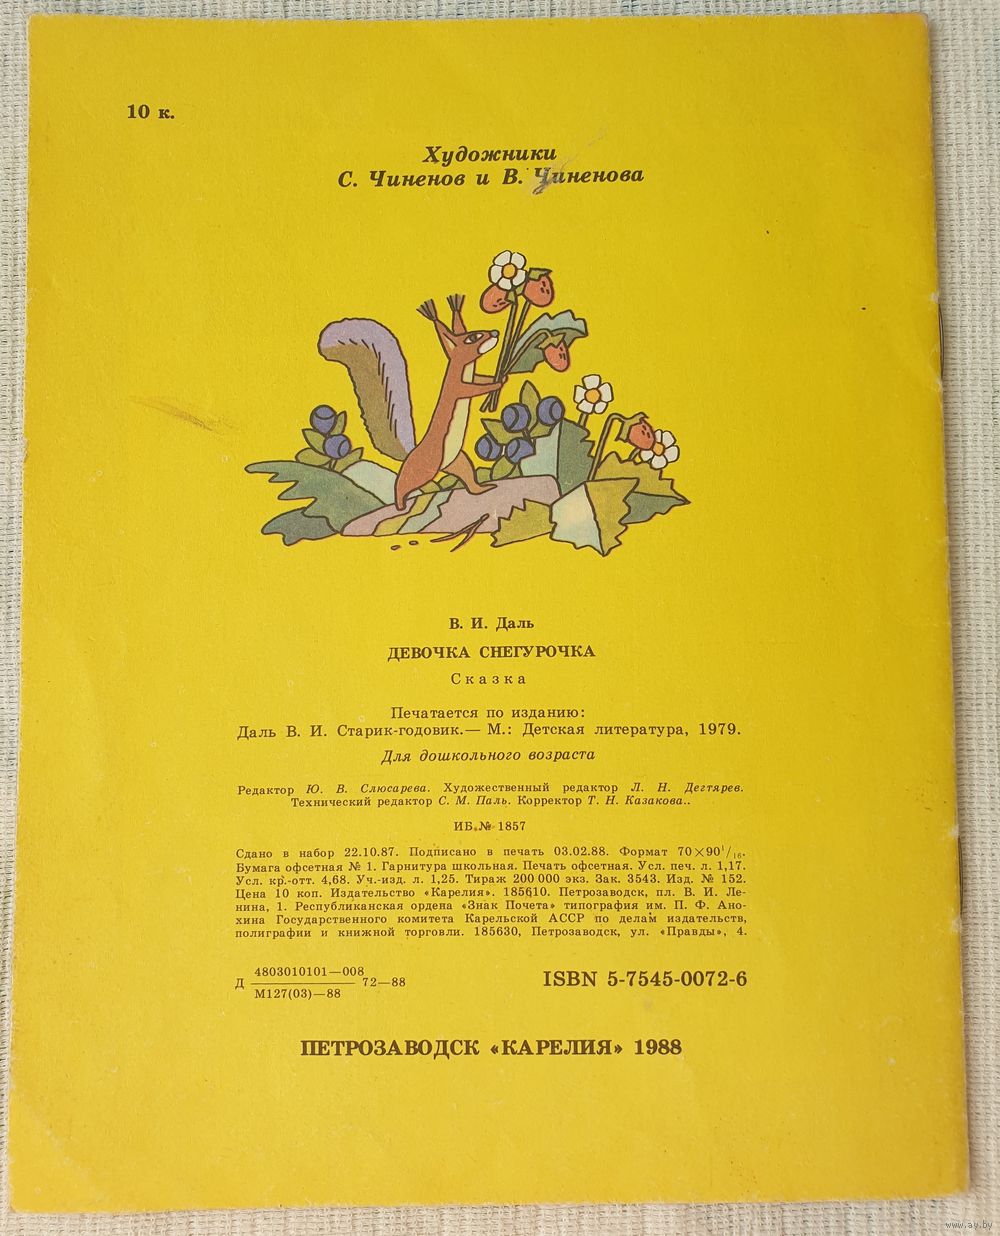 10 к.
Художники
С. Чиненов и В. Чиненова
В. И. Даль
ДЕВОЧКА СНЕГУРОЧКА
Сказка
Печатается по изданию:
Даль В. И. Старик-годовик.— М.: Детская литература, 1979.
Для дошкольного возраста
Редактор Ю. В. Слюсарева. Художественный редактор Л. Н. Дегтярев.
Технический редактор С. М. Паль. Корректор Т. Н. Казакова..
ИБ № 1857
Сдано в набор 22.10.87. Подписано в печать 03.02.88. Формат 70×90¹/₁₆.
Бумага офсетная № 1. Гарнитура школьная. Печать офсетная. Усл. печ. л. 1,17.
Усл. кр.-отт. 4,68. Уч.-изд. л. 1,25. Тираж 200 000 экз. Зак. 3543. Изд. № 152.
Цена 10 коп. Издательство «Карелия». 185610. Петрозаводск, пл. В. И. Ле-
нина, 1. Республиканская ордена «Знак Почета» типография им. П. Ф. Ано-
хина Государственного комитета Карельской АССР по делам издательств,
полиграфии и книжной торговли. 185630, Петрозаводск, ул. «Правды», 4.
4803010101—008
Д 72—88
М127(03)—88
ISBN 5-7545-0072-6
ПЕТРОЗАВОДСК «КАРЕЛИЯ» 1988
www.ay.by